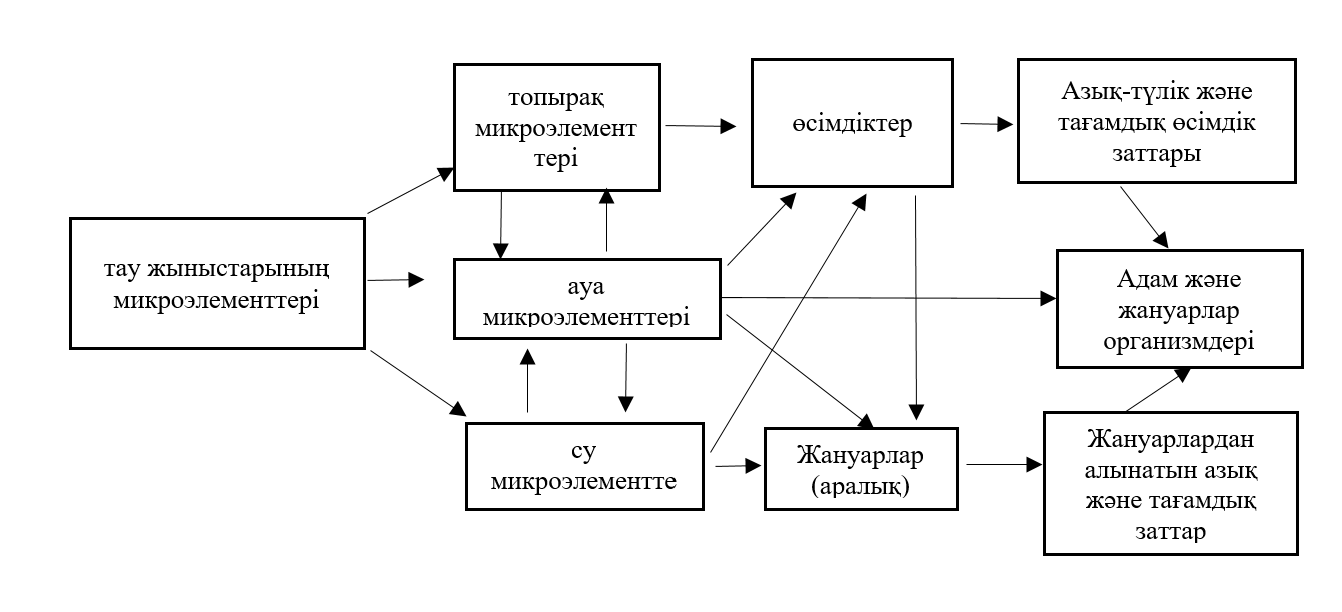 тау жыныстарының
микроэлементтері
топырақ
микроэлемент
тері
ауа
микроэлементтері
су
микроэлементте
өсімдіктер
Жануарлар
(аралық)
Азық-түлік және
тағамдық өсімдік
заттары
Адам және
жануарлар
организмдері
Жануарлардан
алынатын азық
және тағамдық
заттар